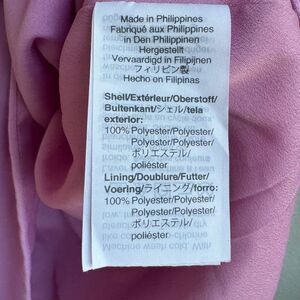 Made in Philippines
Fabriqué aux Philippines
in Den Philippinen
Hergestellt
Vervaardigd in Filipijnen
フィリピン製
Hecho en Filipinas
Shell/Extérieur/Oberstoff/
Buitenkant/シェル/tela
exterior:
100% Polyester/Polyester/
Polyester/Polyester/
ポリエステル/
poliéster
Lining/Doublure/Futter/
Voering/ライニング/forro:
100% Polyester/Polyester/
Polyester/Polyester/
ポリエステル/
poliéster